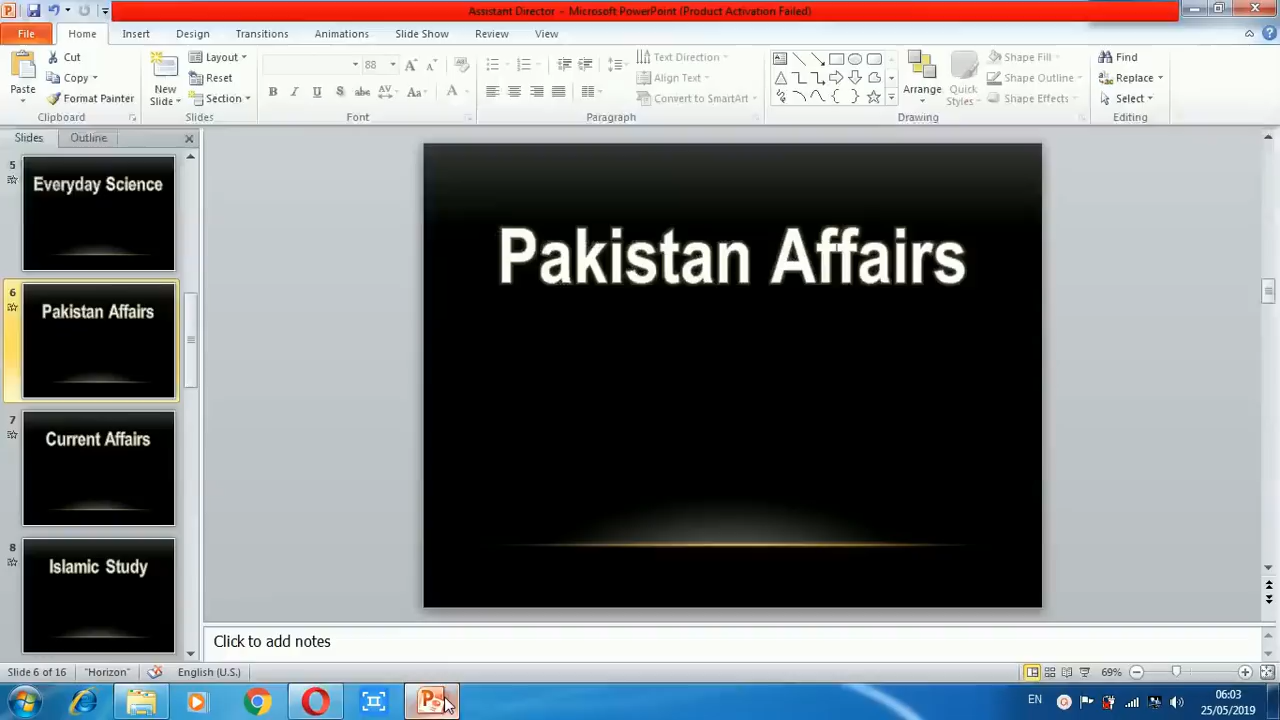 Assistant Director - Microsoft PowerPoint (Product Activation Failed)
File Home Insert Design Transitions Animations Slide Show Review View
Paste
Cut
Copy
Format Painter
Clipboard
New Slide
Layout
Reset
Section
Slides
88
B I U S abc AV Aa A
Font
Text Direction
Align Text
Convert to SmartArt
Paragraph
Arrange
Quick Styles
Shape Fill
Shape Outline
Shape Effects
Drawing
Find
Replace
Select
Editing
Slides Outline
5
Everyday Science
6
Pakistan Affairs
7
Current Affairs
8
Islamic Study
Pakistan Affairs
Click to add notes
Slide 6 of 16 "Horizon" English (U.S.) 69%
EN
06:03
25/05/2019